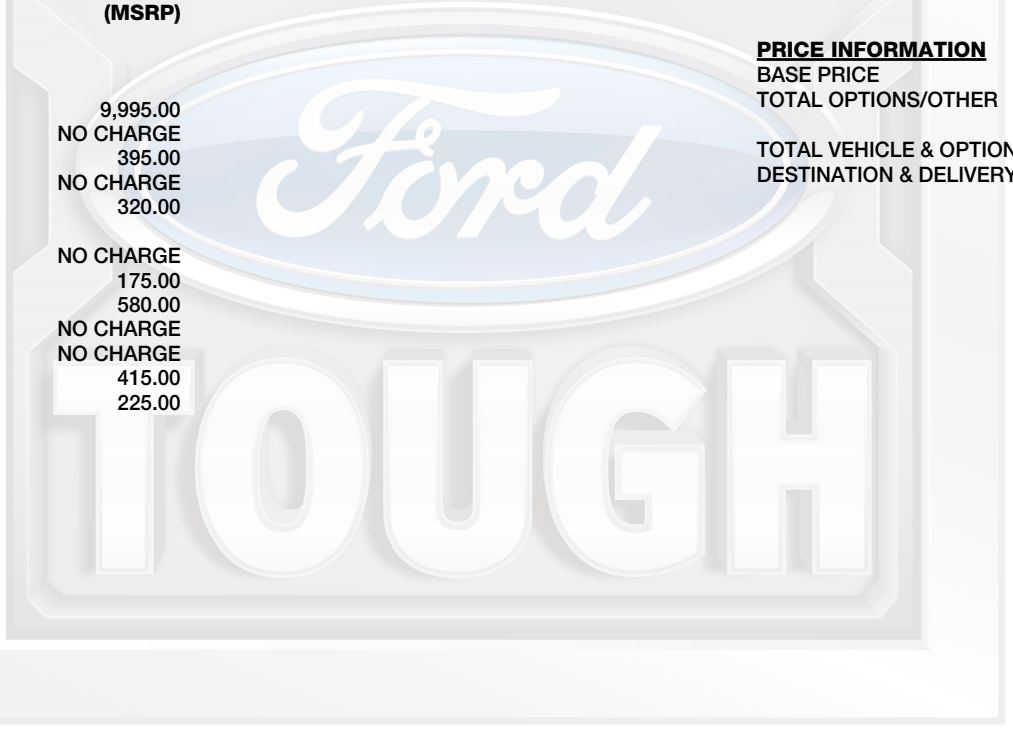 (MSRP)
9,995.00
NO CHARGE
395.00
NO CHARGE
320.00
NO CHARGE
175.00
580.00
NO CHARGE
NO CHARGE
415.00
225.00
PRICE INFORMATION
BASE PRICE
TOTAL OPTIONS/OTHER
TOTAL VEHICLE & OPTION
DESTINATION & DELIVERY
Ford
TOUGH